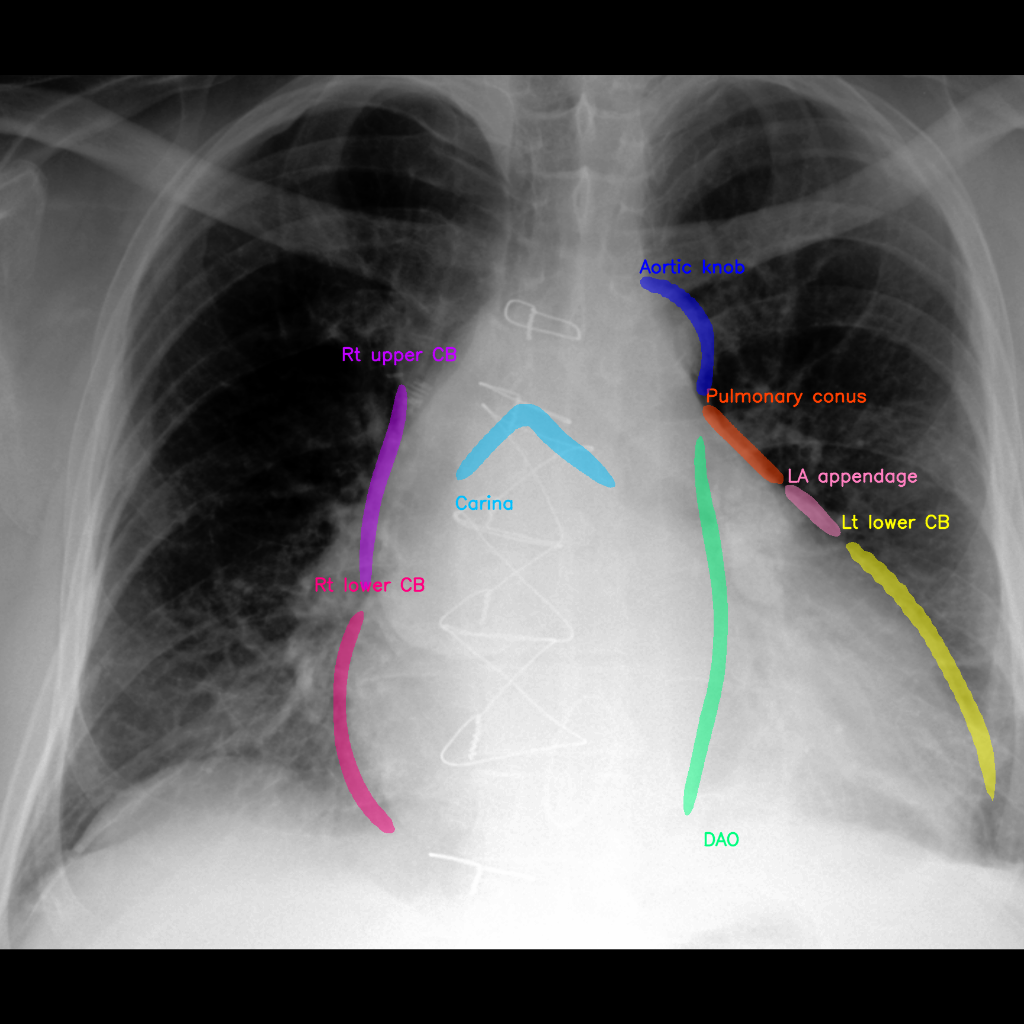 Aortic knob
Rt upper CB
Pulmonary conus
LA appendage
Carina
Lt lower CB
Rt lower CB
DAO